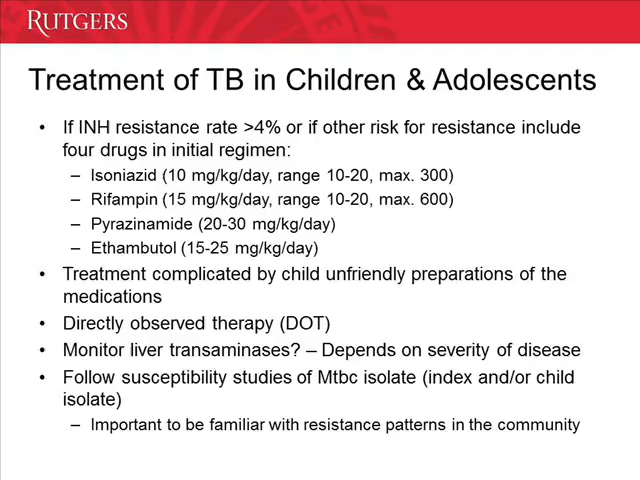 RUTGERS
Treatment of TB in Children & Adolescents
• If INH resistance rate >4% or if other risk for resistance include
four drugs in initial regimen:
– Isoniazid (10 mg/kg/day, range 10-20, max. 300)
– Rifampin (15 mg/kg/day, range 10-20, max. 600)
– Pyrazinamide (20-30 mg/kg/day)
– Ethambutol (15-25 mg/kg/day)
• Treatment complicated by child unfriendly preparations of the
medications
• Directly observed therapy (DOT)
• Monitor liver transaminases? – Depends on severity of disease
• Follow susceptibility studies of Mtbc isolate (index and/or child
isolate)
– Important to be familiar with resistance patterns in the community